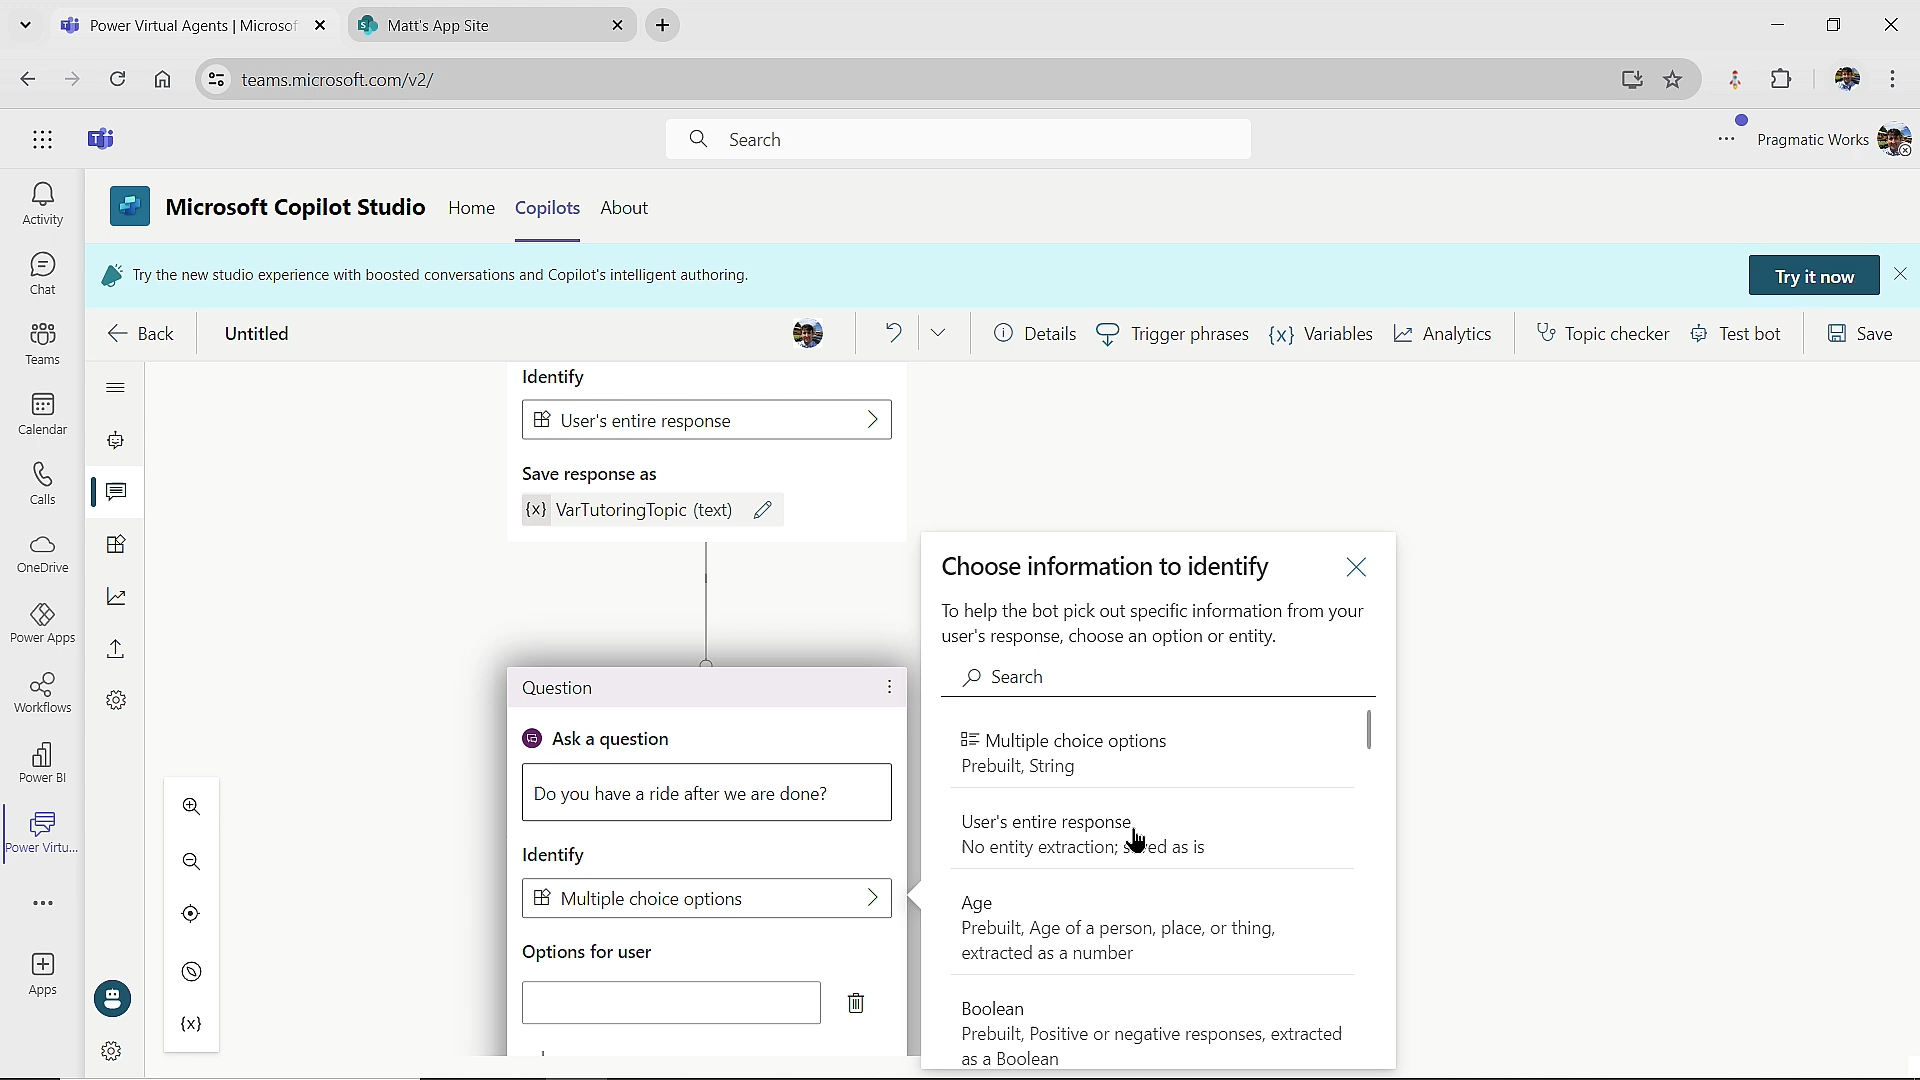 Power Virtual Agents | Microsof
Matt's App Site
teams.microsoft.com/v2/
Search
Pragmatic Works
Activity
Chat
Teams
Calendar
Calls
OneDrive
Power Apps
Workflows
Power BI
Power Virtu...
Apps
Microsoft Copilot Studio
Home
Copilots
About
Try the new studio experience with boosted conversations and Copilot's intelligent authoring.
Try it now
Back
Untitled
Details
Trigger phrases
{x} Variables
Analytics
Topic checker
Test bot
Save
Identify
User's entire response
Save response as
{x} VarTutoringTopic (text)
Question
Ask a question
Do you have a ride after we are done?
Identify
Multiple choice options
Options for user
{x}
Choose information to identify
To help the bot pick out specific information from your
user's response, choose an option or entity.
Search
Multiple choice options
Prebuilt, String
User's entire response
No entity extraction; saved as is
Age
Prebuilt, Age of a person, place, or thing,
extracted as a number
Boolean
Prebuilt, Positive or negative responses, extracted
as a Boolean